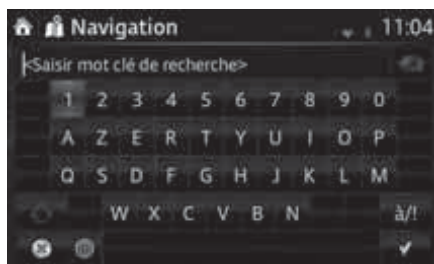 Navigation 11:04
<Saisir mot clé de recherche>
1 2 3 4 5 6 7 8 9 0
A Z E R T Y U I O P
Q S D F G H J K L M
W X C V B N à/!